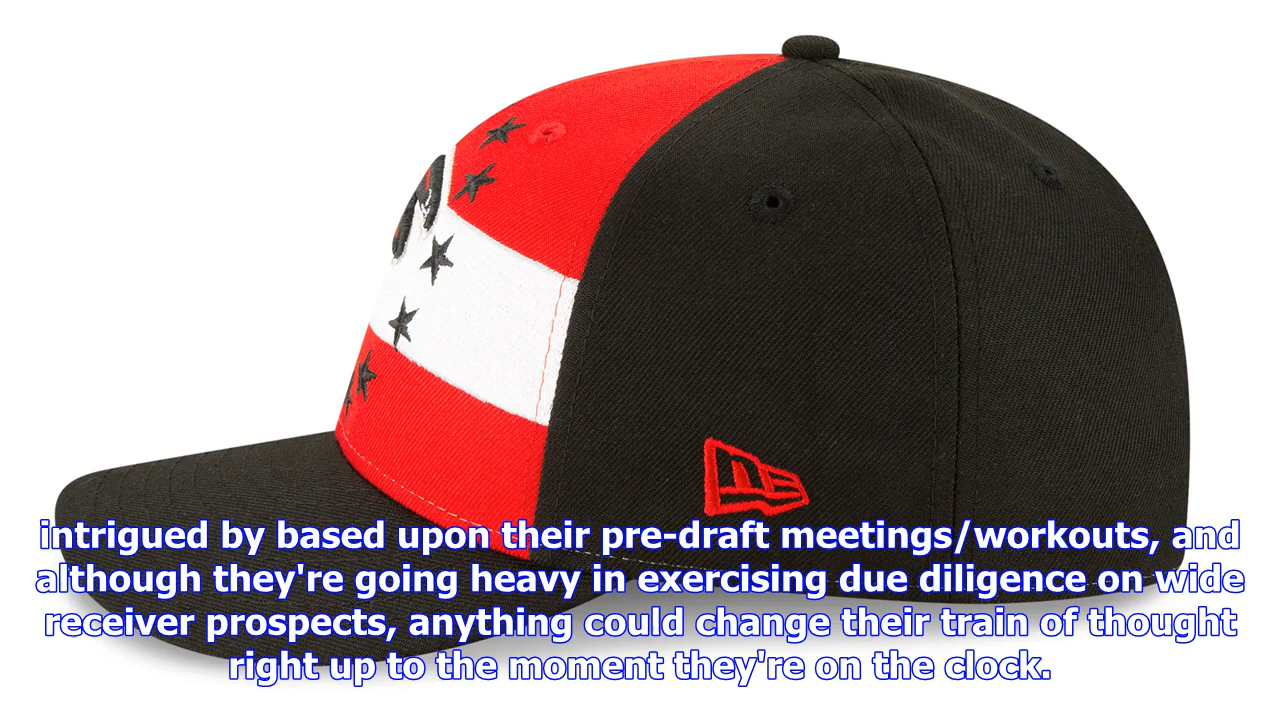 intrigued by based upon their pre-draft meetings/workouts, and
although they're going heavy in exercising due diligence on wide
receiver prospects, anything could change their train of thought
right up to the moment they're on the clock.